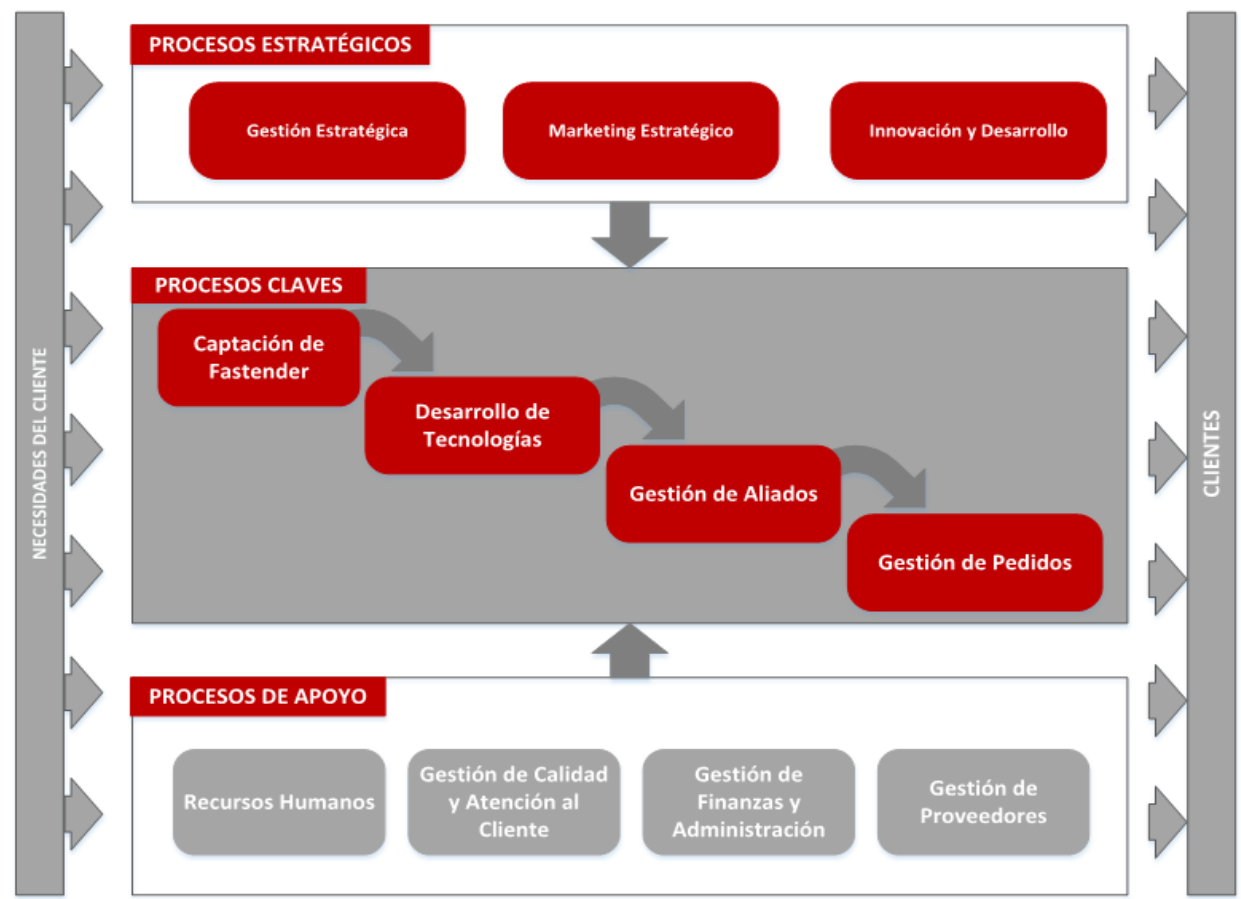 PROCESOS ESTRATÉGICOS
Gestión Estratégica
Marketing Estratégico
Innovación y Desarrollo
NECESIDADES DEL CLIENTE
PROCESOS CLAVES
Captación de
Fastender
Desarrollo de
Tecnologías
Gestión de Aliados
Gestión de Pedidos
CLIENTES
PROCESOS DE APOYO
Recursos Humanos
Gestión de Calidad
y Atención al
Cliente
Gestión de
Finanzas y
Administración
Gestión de
Proveedores